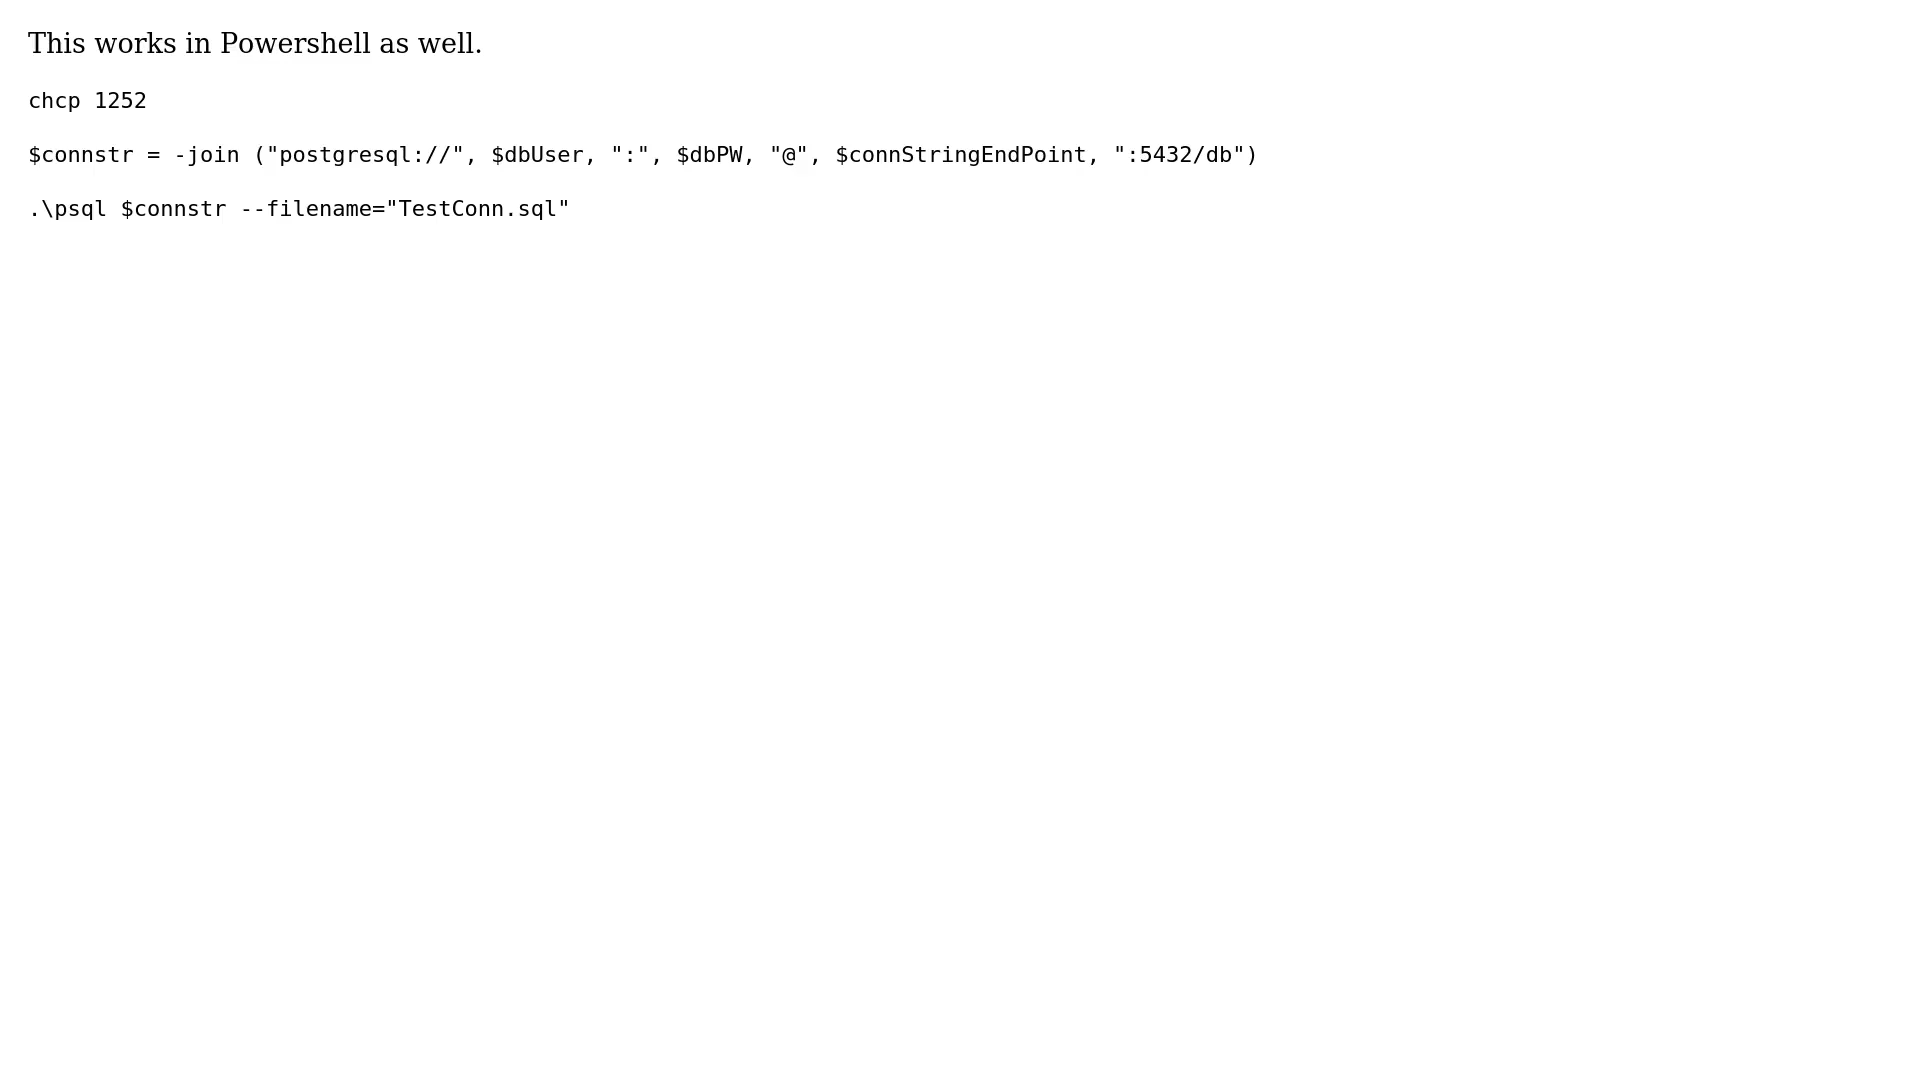 This works in Powershell as well.
chcp 1252
$connstr = -join ("postgresql://", $dbUser, ":", $dbPW, "@", $connStringEndPoint, ":5432/db")
.\psql $connstr --filename="TestConn.sql"